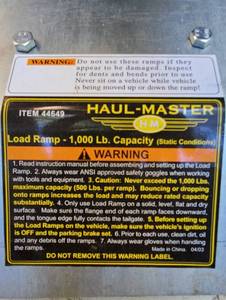 WARNING: Do not use these ramps if they
appear to be damaged. Inspect
for dents and bends prior to use
Never sit on a vehicle while vehicle
is being moved up or down the ramp!
ITEM 44649
HAUL-MASTER
HM
Load Ramp - 1,000 Lb. Capacity (Static Conditions)
WARNING
1. Read instruction manual before assembling and setting up the Load
Ramp. 2. Always wear ANSI approved safety goggles when working
with tools and equipment. 3. Caution: Never exceed the 1,000 Lbs.
maximum capacity (500 Lbs. per ramp). Bouncing or dropping
onto ramps increases the load and may reduce rated capacity
substantially. 4. Only use Load Ramp on a solid, level, flat and dry
surface. Make sure the flange end of each ramp faces downward,
and the tongue edge fully contacts the tailgate. 5. Before setting up
the Load Ramps on the vehicle, make sure the vehicle's ignition
is OFF and the parking brake set. 6. Prior to each use, clean dirt, oil
and any debris off the ramps. 7. Always wear gloves when handling
the ramps.
Made in China 04/03
DO NOT REMOVE THIS WARNING LABEL.